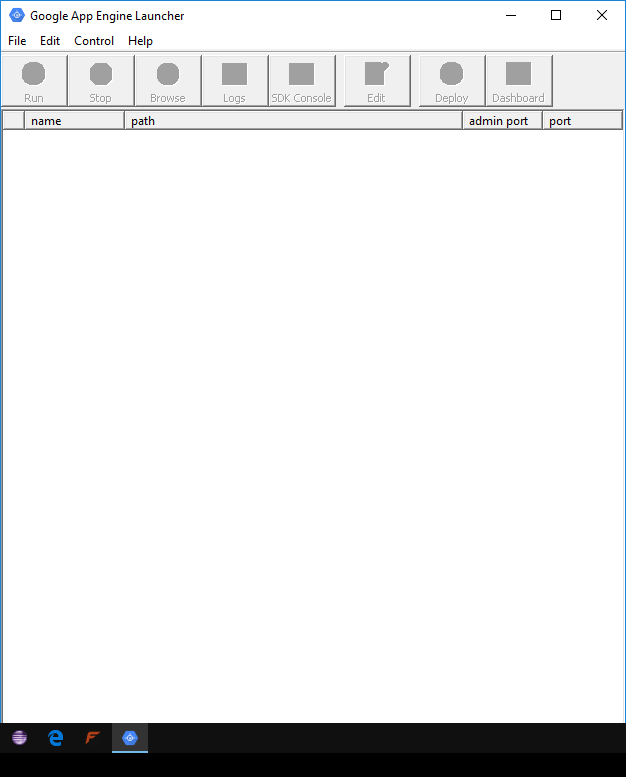 Google App Engine Launcher
File Edit Control Help
Run Stop Browse Logs SDK Console Edit Deploy Dashboard
name path admin port port